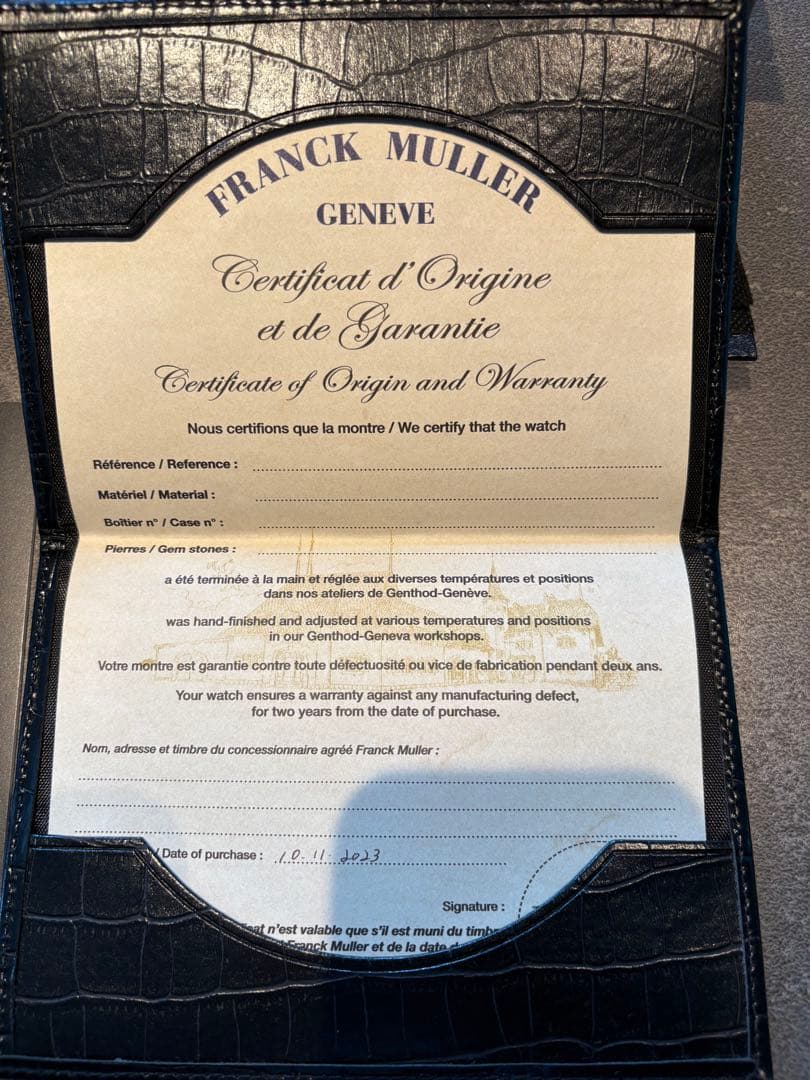 FRANCK MULLER
GENEVE
Certificat d'Origine
et de Garantie
Certificate of Origin and Warranty
Nous certifions que la montre / We certify that the watch
Référence / Reference :
Matériel / Material :
Boîtier n° / Case n° :
Pierres / Gem stones :
a été terminée à la main et réglée aux diverses températures et positions
dans nos ateliers de Genthod-Genève.
was hand-finished and adjusted at various temperatures and positions
in our Genthod-Geneva workshops.
Votre montre est garantie contre toute défectuosité ou vice de fabrication pendant deux ans.
Your watch ensures a warranty against any manufacturing defect,
for two years from the date of purchase.
Nom, adresse et timbre du concessionnaire agréé Franck Muller :
/ Date of purchase : 10.11.2023
Signature :
n'est valable que s'il est muni du
Franck Muller et de la date